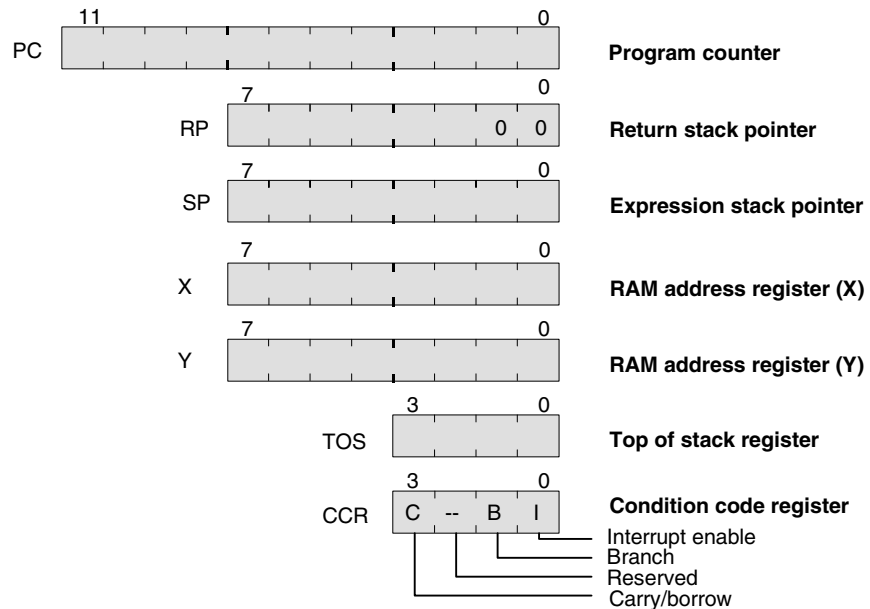 11 0
PC Program counter
7 0
RP 0 0 Return stack pointer
7 0
SP Expression stack pointer
7 0
X RAM address register (X)
7 0
Y RAM address register (Y)
3 0
TOS Top of stack register
3 0
CCR C -- B I Condition code register
Interrupt enable
Branch
Reserved
Carry/borrow